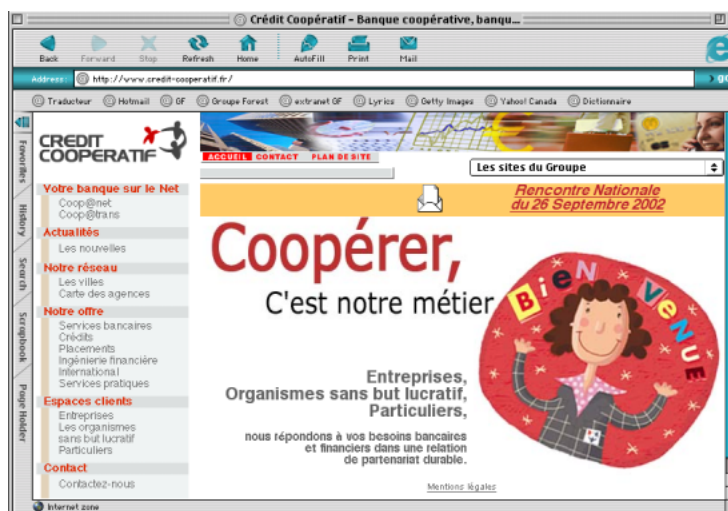 Crédit Coopératif - Banque coopérative, banqu...
Back Forward Stop Refresh Home AutoFill Print Mail
Address: http://www.credit-cooperatif.fr/ go
Traducteur Hotmail GF Groupe Forest extranet GF Lyrics Getty Images Yahoo! Canada Dictionnaire
Favorites
History
Search
Scrapbook
Page Holder
CREDIT
COOPERATIF
ACCUEIL CONTACT PLAN DE SITE
Les sites du Groupe
Rencontre Nationale
du 26 Septembre 2002
Votre banque sur le Net
Coop@net
Coop@trans
Actualités
Les nouvelles
Notre réseau
Les villes
Carte des agences
Notre offre
Services bancaires
Crédits
Placements
Ingénierie financière
International
Services pratiques
Espaces clients
Entreprises
Les organismes
sans but lucratif
Particuliers
Contact
Contactez-nous
Coopérer,
C'est notre métier
BiEN VENUE
Entreprises,
Organismes sans but lucratif,
Particuliers,
nous répondons à vos besoins bancaires
et financiers dans une relation
de partenariat durable.
Mentions légales
Internet zone